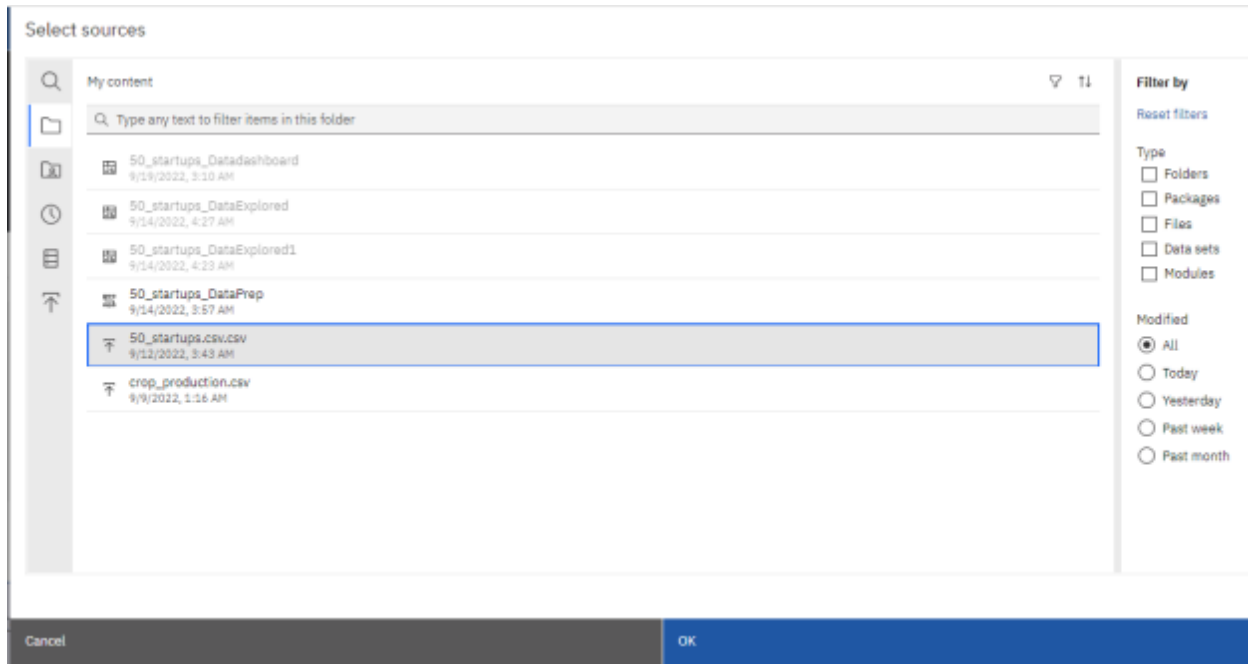 Select sources
My content
Type any text to filter items in this folder
50_startups_Datadashboard
9/19/2022, 3:10 AM
50_startups_DataExplored
9/14/2022, 4:27 AM
50_startups_DataExplored1
9/14/2022, 4:23 AM
50_startups_DataPrep
9/14/2022, 3:57 AM
50_startups.csv.csv
9/12/2022, 3:43 AM
crop_production.csv
9/9/2022, 1:16 AM
Filter by
Reset filters
Type
Folders
Packages
Files
Data sets
Modules
Modified
All
Today
Yesterday
Past week
Past month
Cancel
OK